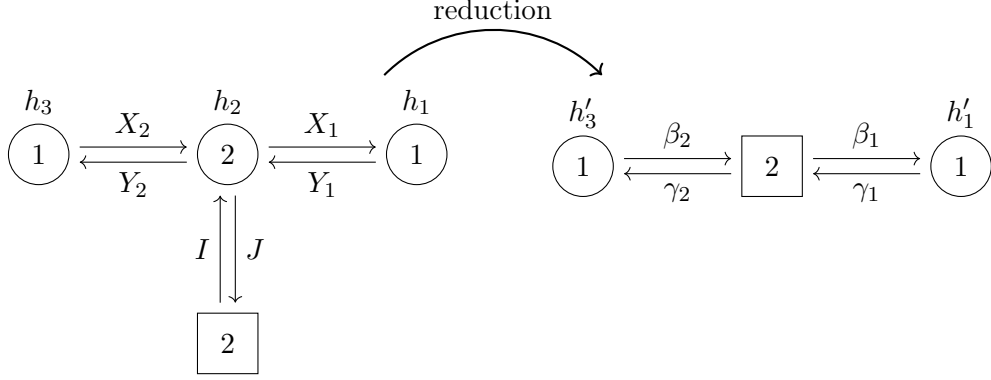 reduction
h₃ h₂ h₁ h′₃ h′₁
X₂ X₁ β₂ β₁
1 2 1 1 2 1
Y₂ Y₁ γ₂ γ₁
I J
2